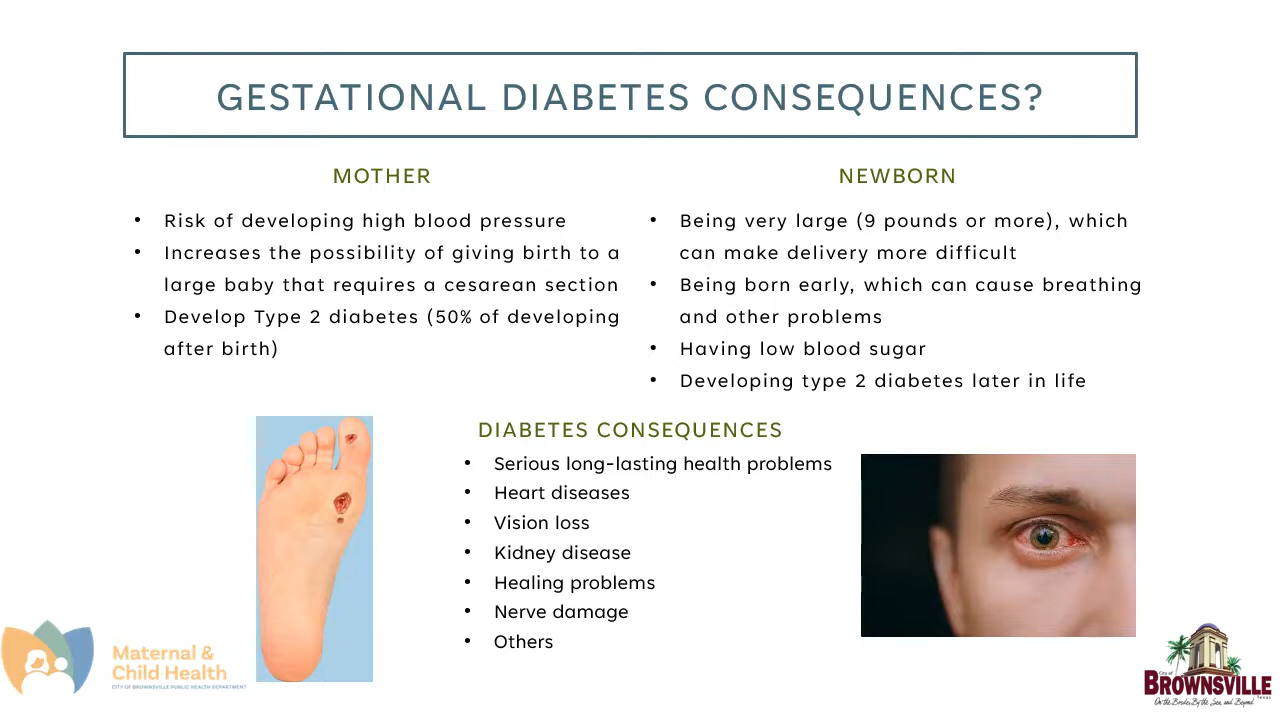 GESTATIONAL DIABETES CONSEQUENCES?
MOTHER
• Risk of developing high blood pressure
• Increases the possibility of giving birth to a
large baby that requires a cesarean section
• Develop Type 2 diabetes (50% of developing
after birth)
NEWBORN
• Being very large (9 pounds or more), which
can make delivery more difficult
• Being born early, which can cause breathing
and other problems
• Having low blood sugar
• Developing type 2 diabetes later in life
DIABETES CONSEQUENCES
• Serious long-lasting health problems
• Heart diseases
• Vision loss
• Kidney disease
• Healing problems
• Nerve damage
• Others
Maternal &
Child Health
CITY OF BROWNSVILLE PUBLIC HEALTH DEPARTMENT
City of
BROWNSVILLE
Texas
On the Border By the Sea and Beyond